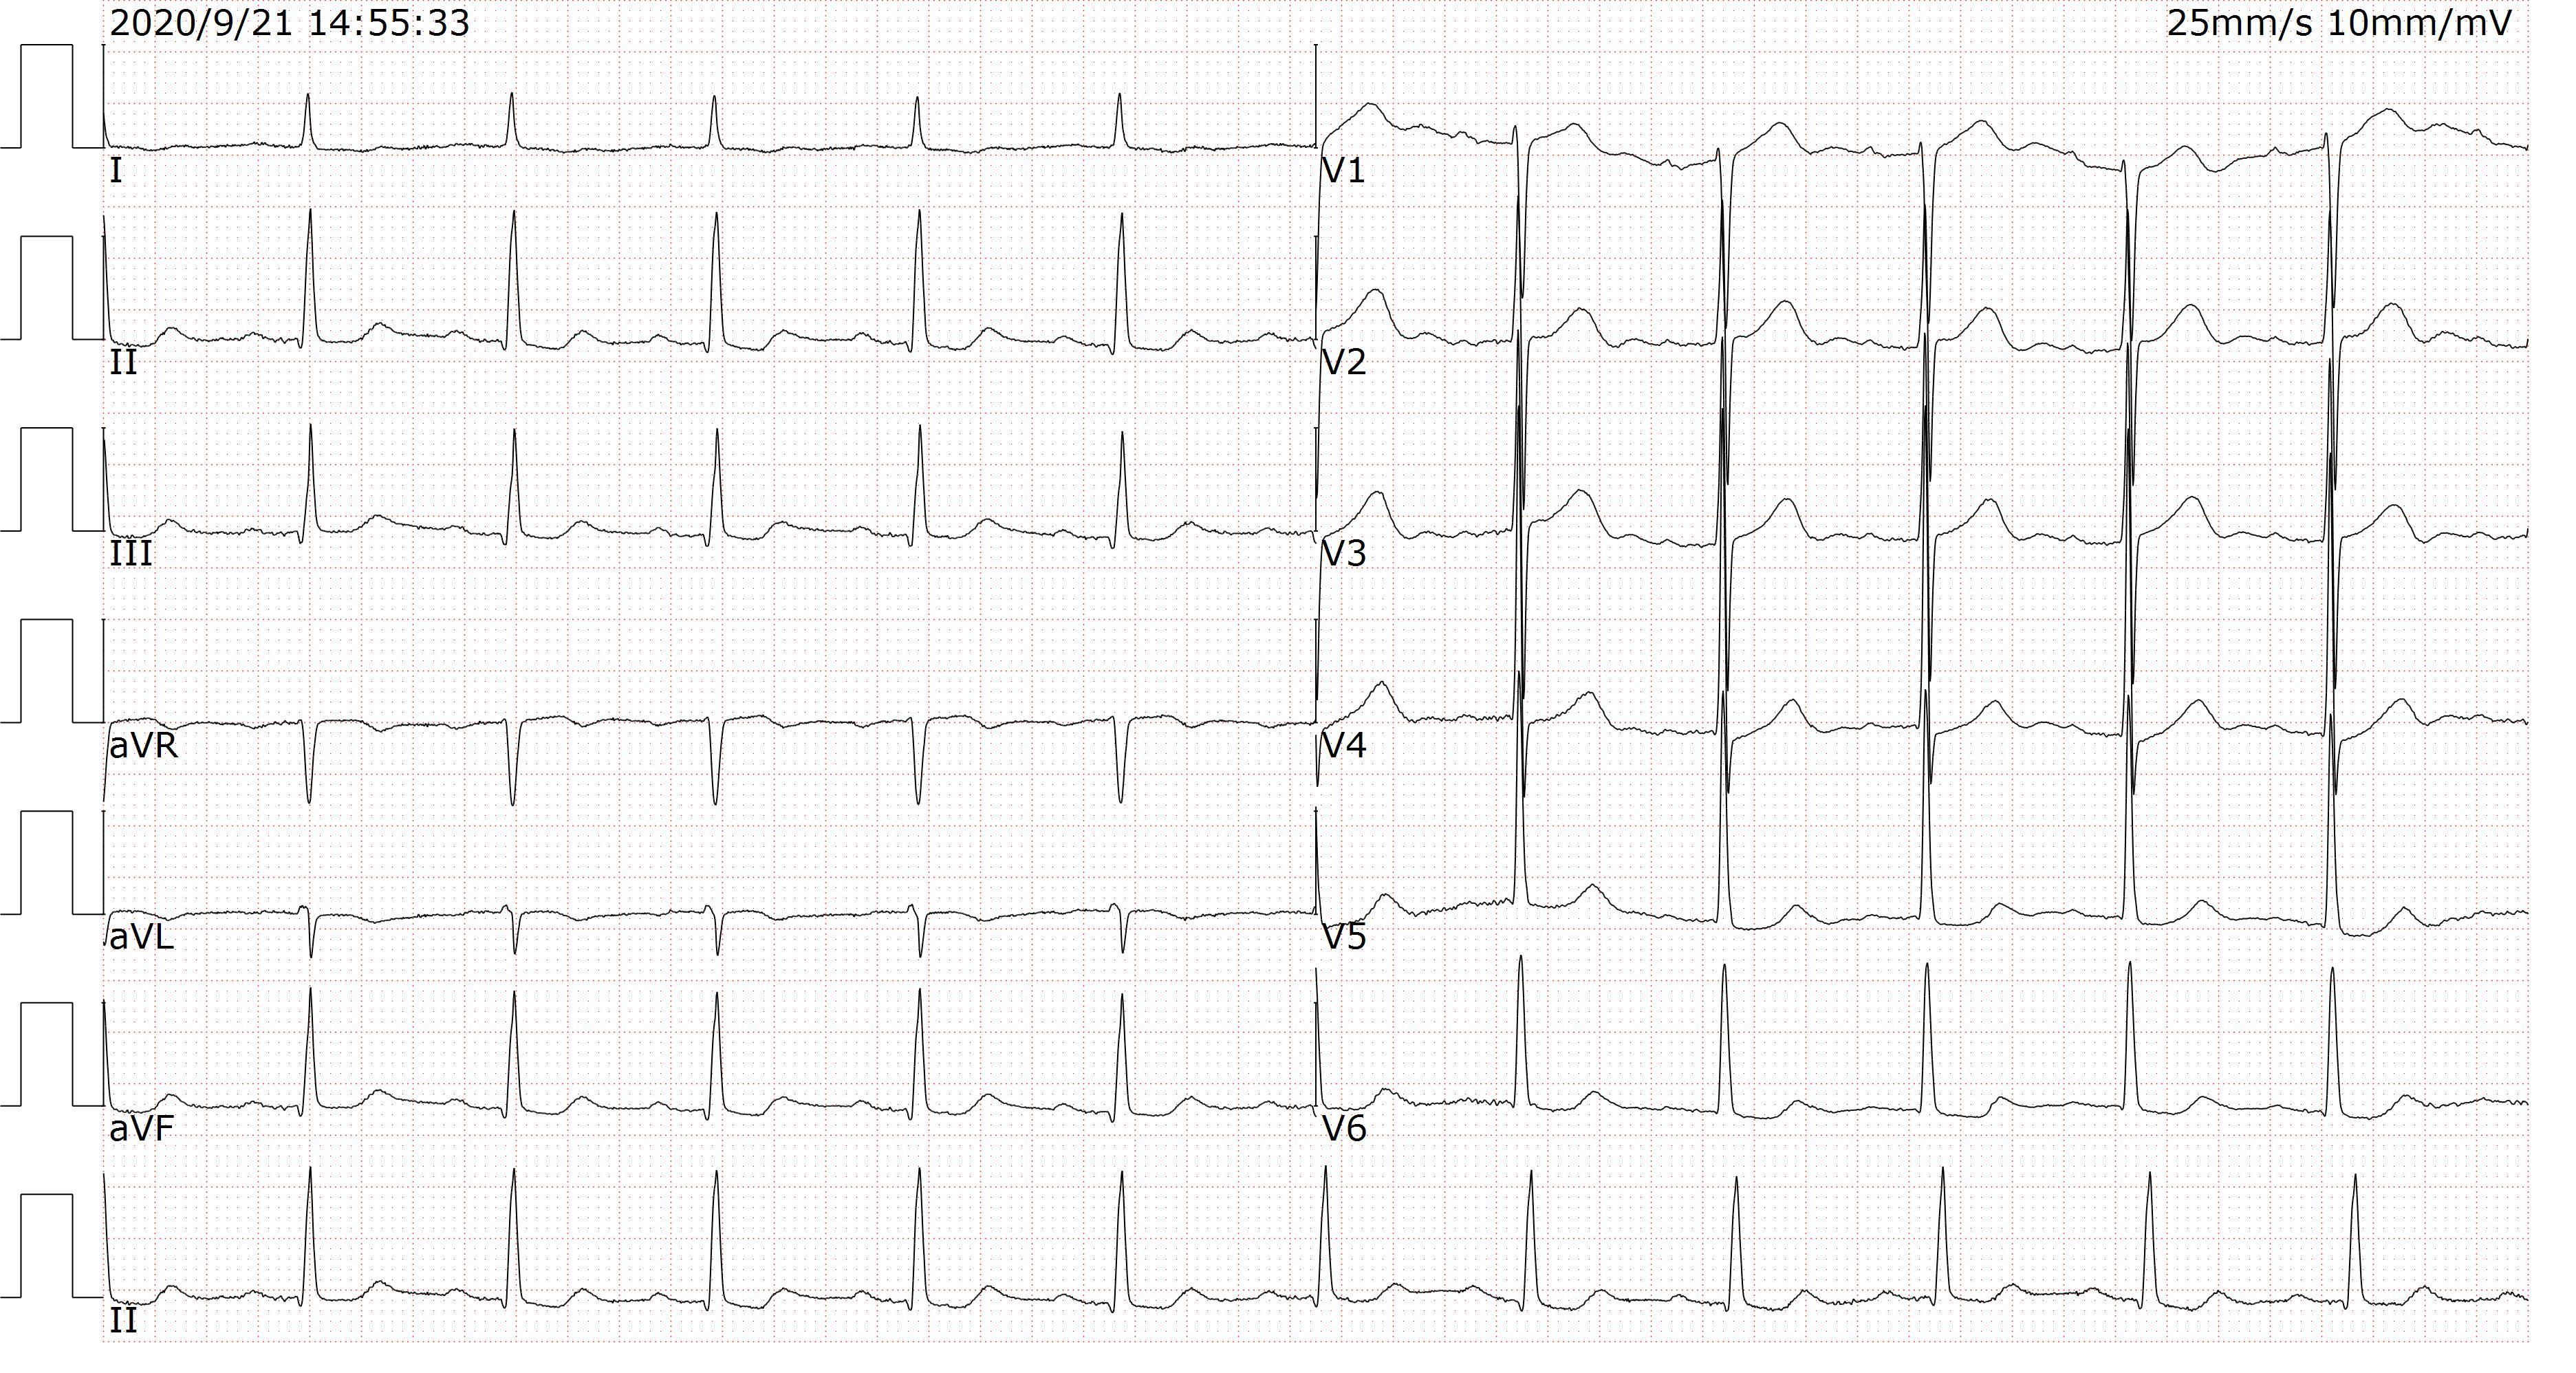 2020/9/21 14:55:33
25mm/s 10mm/mV
I
V1
II
V2
III
V3
aVR
V4
aVL
V5
aVF
V6
II